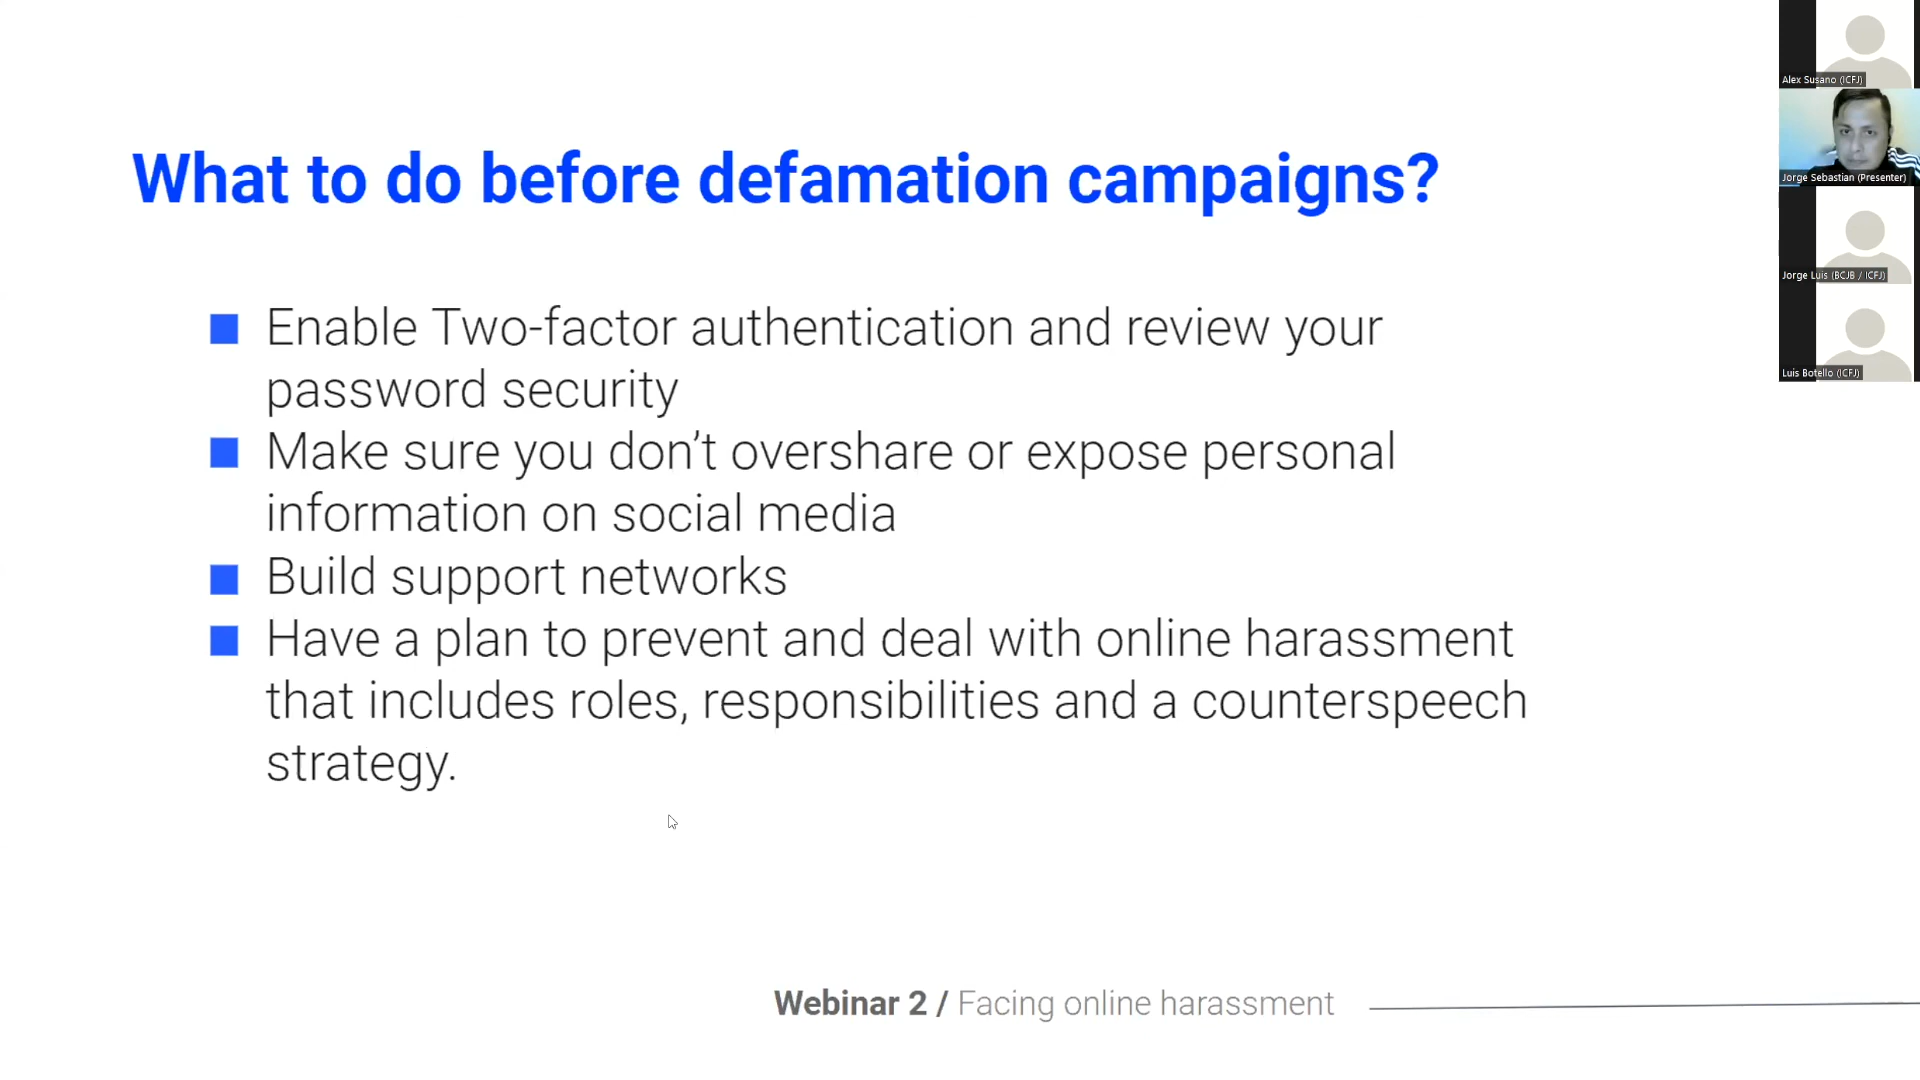 What to do before defamation campaigns?
Enable Two-factor authentication and review your
password security
Make sure you don’t overshare or expose personal
information on social media
Build support networks
Have a plan to prevent and deal with online harassment
that includes roles, responsibilities and a counterspeech
strategy.
Webinar 2 / Facing online harassment
Alex Susano (ICFJ)
Jorge Sebastian (Presenter)
Jorge Luis (BCJB / ICFJ)
Luis Botello (ICFJ)